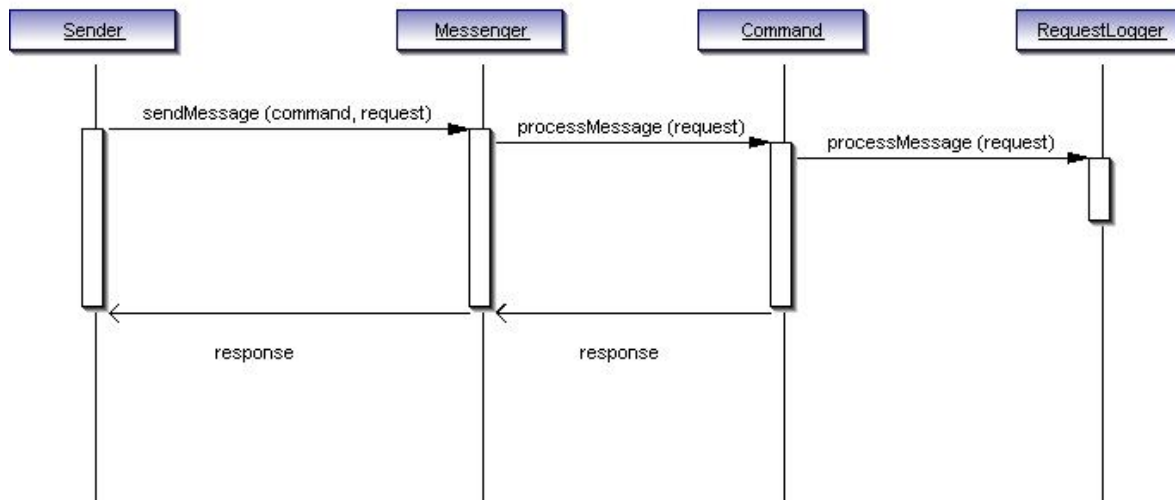 Sender
Messenger
Command
RequestLogger
sendMessage (command, request)
processMessage (request)
processMessage (request)
response
response